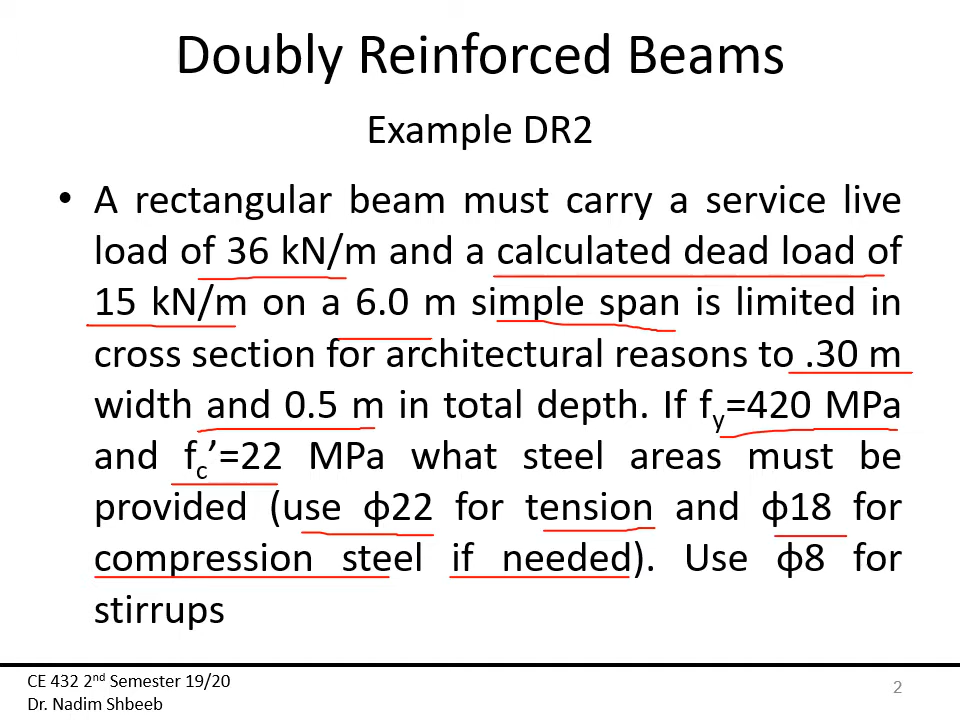 Doubly Reinforced Beams
Example DR2
• A rectangular beam must carry a service live
load of 36 kN/m and a calculated dead load of
15 kN/m on a 6.0 m simple span is limited in
cross section for architectural reasons to .30 m
width and 0.5 m in total depth. If fy=420 MPa
and fc’=22 MPa what steel areas must be
provided (use ϕ22 for tension and ϕ18 for
compression steel if needed). Use ϕ8 for
stirrups
CE 432 2nd Semester 19/20
Dr. Nadim Shbeeb
2